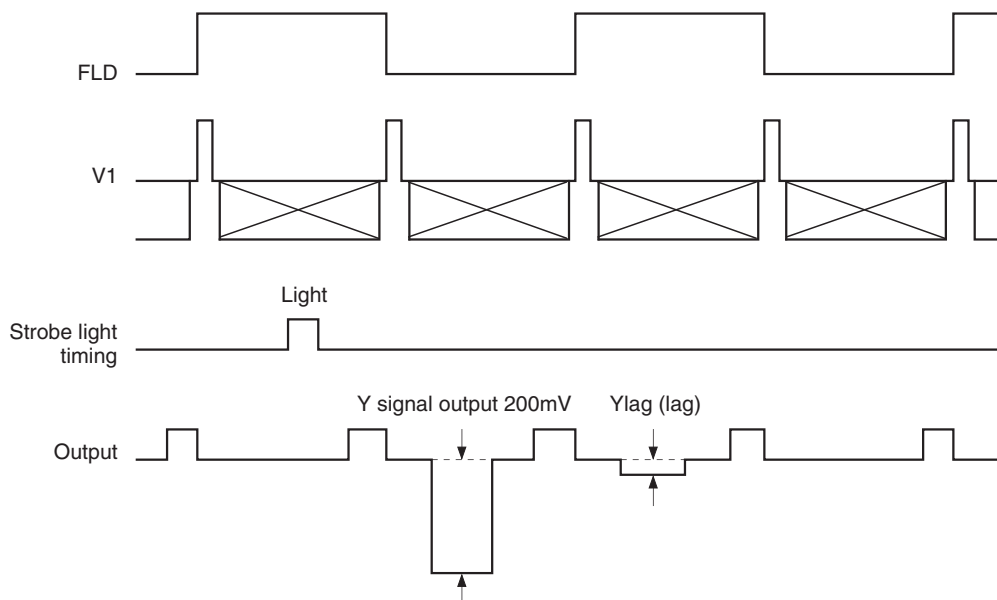 FLD
V1
Light
Strobe light
timing
Y signal output 200mV
Ylag (lag)
Output